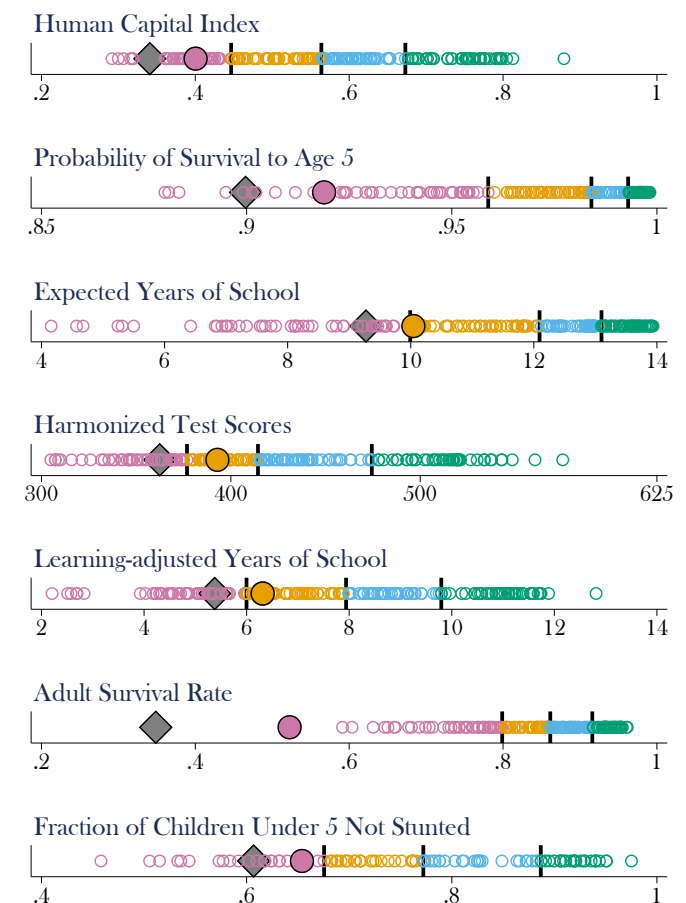 Human Capital Index
.2 .4 .6 .8 1
Probability of Survival to Age 5
.85 .9 .95 1
Expected Years of School
4 6 8 10 12 14
Harmonized Test Scores
300 400 500 625
Learning-adjusted Years of School
2 4 6 8 10 12 14
Adult Survival Rate
.2 .4 .6 .8 1
Fraction of Children Under 5 Not Stunted
.4 .6 .8 1